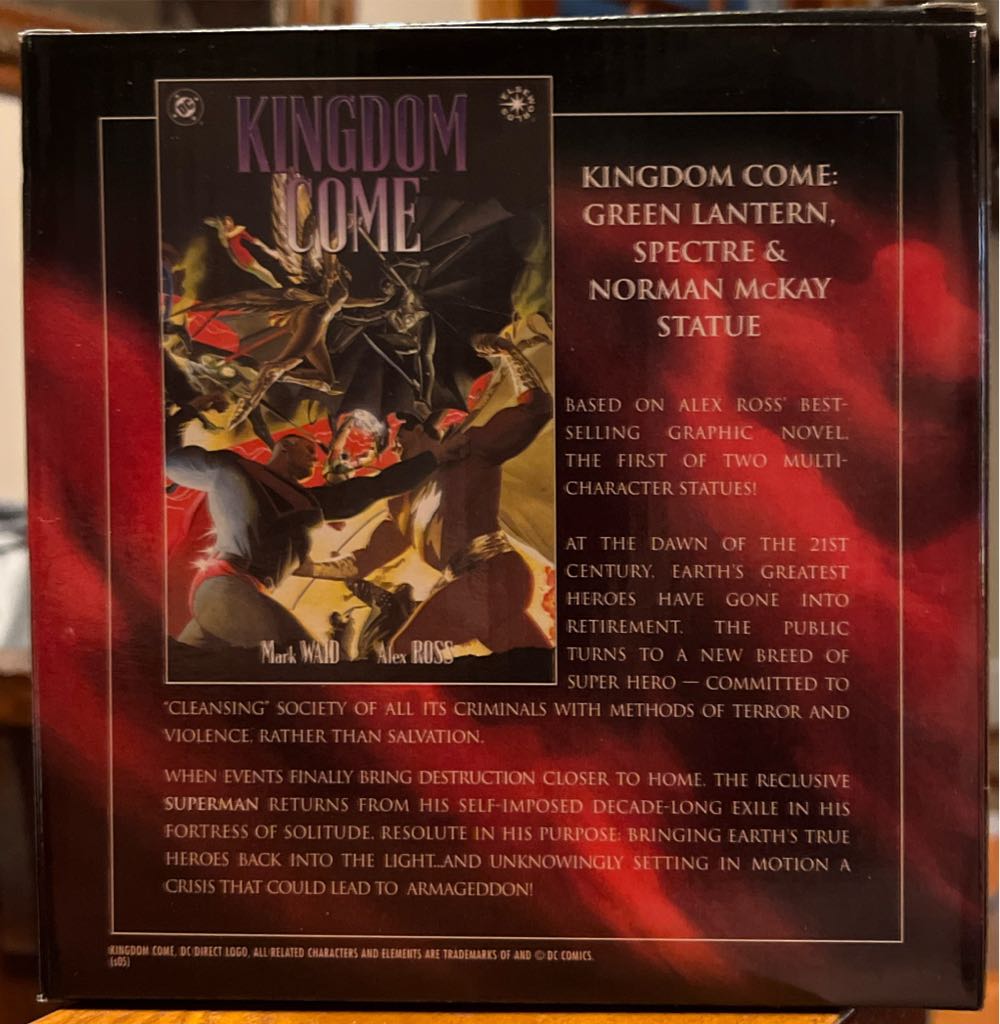 DC
ELSEWORLDS
KINGDOM
COME
Mark WAID Alex ROSS
KINGDOM COME:
GREEN LANTERN,
SPECTRE &
NORMAN McKAY
STATUE
BASED ON ALEX ROSS' BEST-
SELLING GRAPHIC NOVEL.
THE FIRST OF TWO MULTI-
CHARACTER STATUES!
AT THE DAWN OF THE 21ST
CENTURY, EARTH'S GREATEST
HEROES HAVE GONE INTO
RETIREMENT. THE PUBLIC
TURNS TO A NEW BREED OF
SUPER HERO — COMMITTED TO
"CLEANSING" SOCIETY OF ALL ITS CRIMINALS WITH METHODS OF TERROR AND
VIOLENCE, RATHER THAN SALVATION.
WHEN EVENTS FINALLY BRING DESTRUCTION CLOSER TO HOME, THE RECLUSIVE
SUPERMAN RETURNS FROM HIS SELF-IMPOSED DECADE-LONG EXILE IN HIS
FORTRESS OF SOLITUDE, RESOLUTE IN HIS PURPOSE: BRINGING EARTH'S TRUE
HEROES BACK INTO THE LIGHT...AND UNKNOWINGLY SETTING IN MOTION A
CRISIS THAT COULD LEAD TO ARMAGEDDON!
KINGDOM COME, DC DIRECT LOGO, ALL RELATED CHARACTERS AND ELEMENTS ARE TRADEMARKS OF AND © DC COMICS.
(s05)